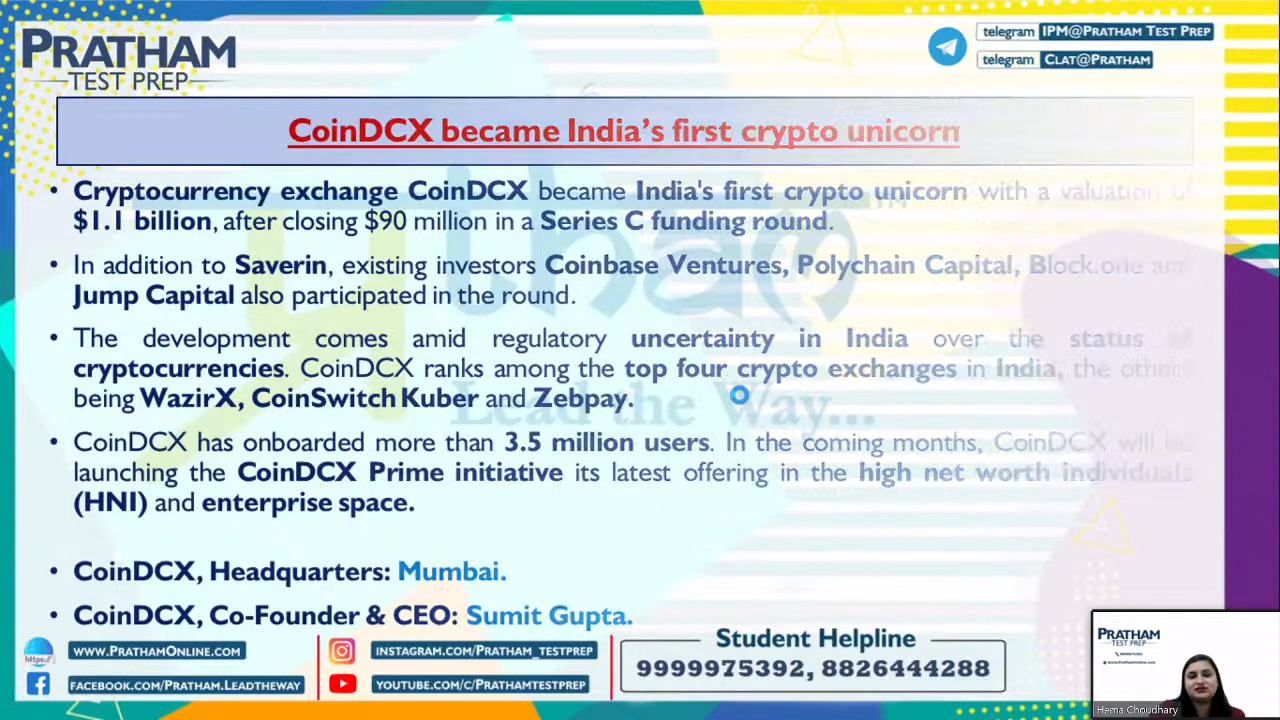 PRATHAM
TEST PREP
telegram IPM@PRATHAM TEST PREP
telegram CLAT@PRATHAM
CoinDCX became India's first crypto unicorn
• Cryptocurrency exchange CoinDCX became India's first crypto unicorn with a valuation of
$1.1 billion, after closing $90 million in a Series C funding round.
• In addition to Saverin, existing investors Coinbase Ventures, Polychain Capital, Block.one and
Jump Capital also participated in the round.
• The development comes amid regulatory uncertainty in India over the status of
cryptocurrencies. CoinDCX ranks among the top four crypto exchanges in India, the others
being WazirX, CoinSwitch Kuber and Zebpay.
Lead the Way...
• CoinDCX has onboarded more than 3.5 million users. In the coming months, CoinDCX will be
launching the CoinDCX Prime initiative its latest offering in the high net worth individuals
(HNI) and enterprise space.
• CoinDCX, Headquarters: Mumbai.
• CoinDCX, Co-Founder & CEO: Sumit Gupta.
https://
WWW.PRATHAMONLINE.COM
FACEBOOK.COM/PRATHAM.LEADTHEWAY
INSTAGRAM.COM/PRATHAM_TESTPREP
YOUTUBE.COM/C/PRATHAMTESTPREP
Student Helpline
9999975392, 8826444288
PRATHAM
TEST PREP
Hema Choudhary